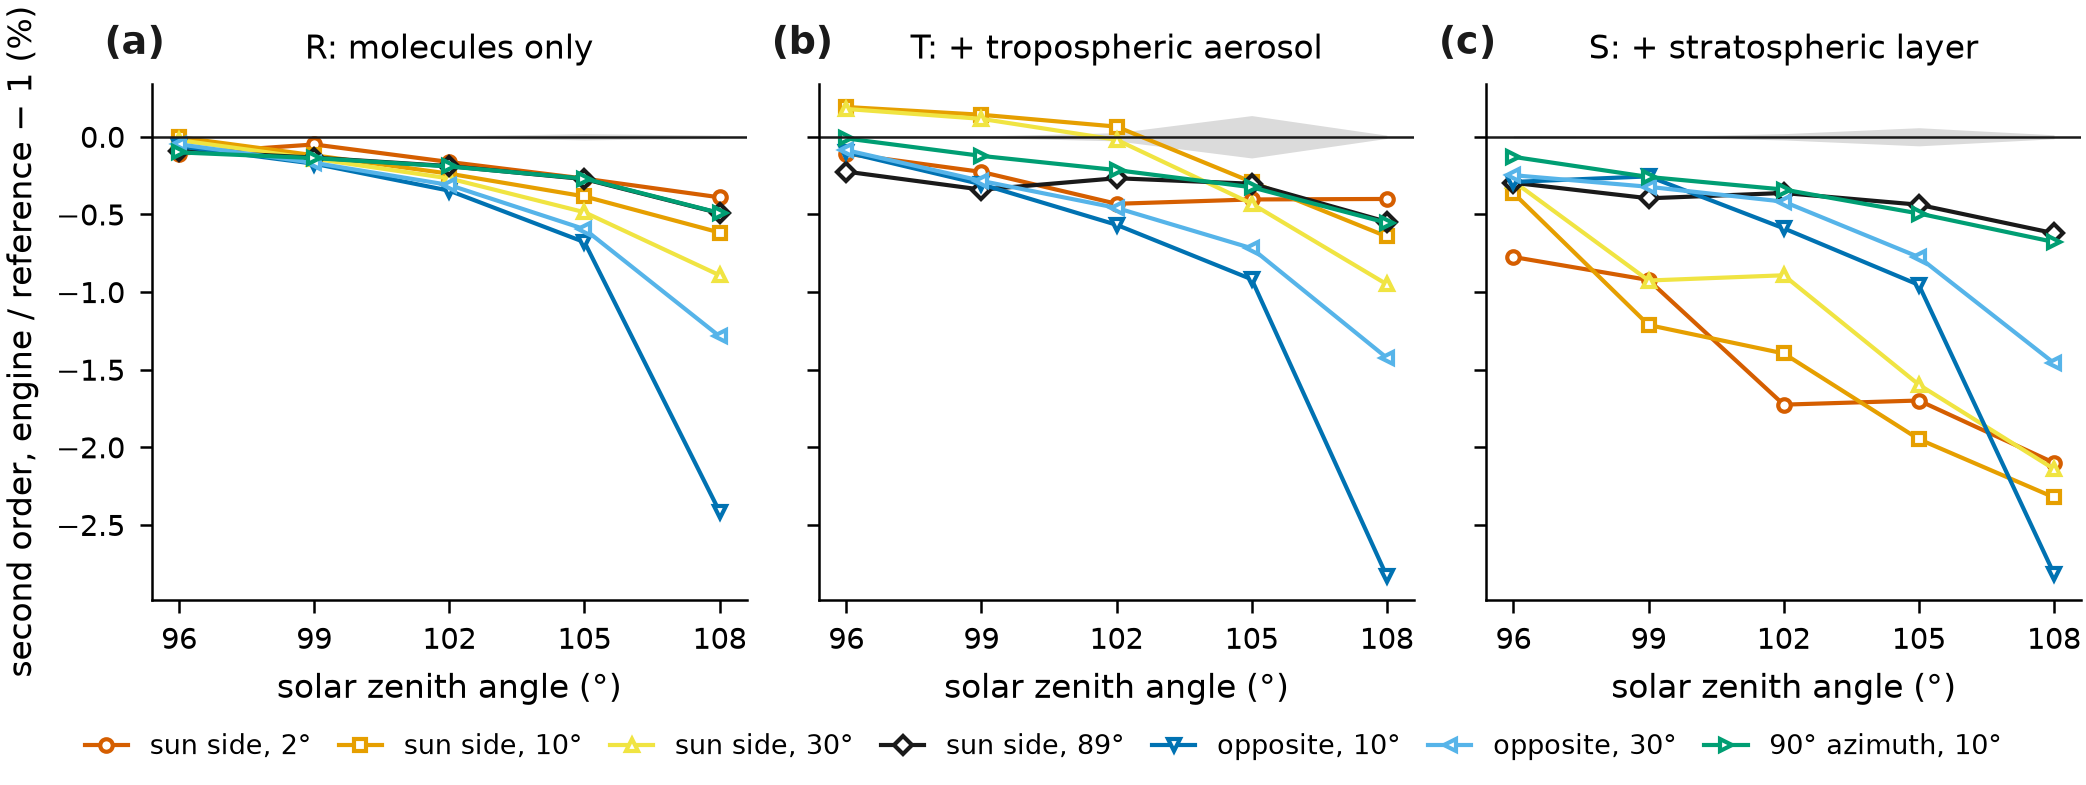 (a) R: molecules only
(b) T: + tropospheric aerosol
(c) S: + stratospheric layer
second order, engine / reference − 1 (%)
0.0
−0.5
−1.0
−1.5
−2.0
−2.5
96 99 102 105 108
96 99 102 105 108
96 99 102 105 108
solar zenith angle (°)
solar zenith angle (°)
solar zenith angle (°)
sun side, 2° sun side, 10° sun side, 30° sun side, 89° opposite, 10° opposite, 30° 90° azimuth, 10°